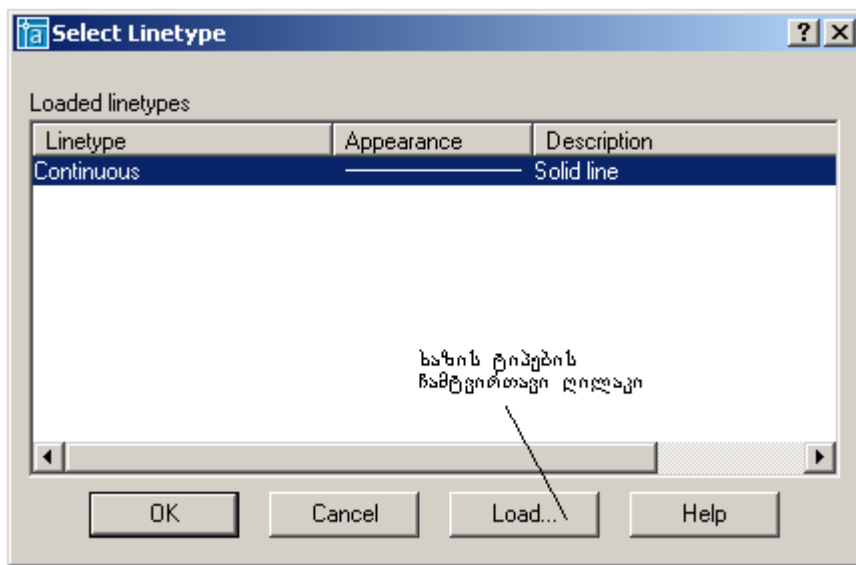 Select Linetype
Loaded linetypes
Linetype Appearance Description
Continuous Solid line
ხაზის ტიპების
ჩამტვირთავი ღილაკი
OK Cancel Load... Help